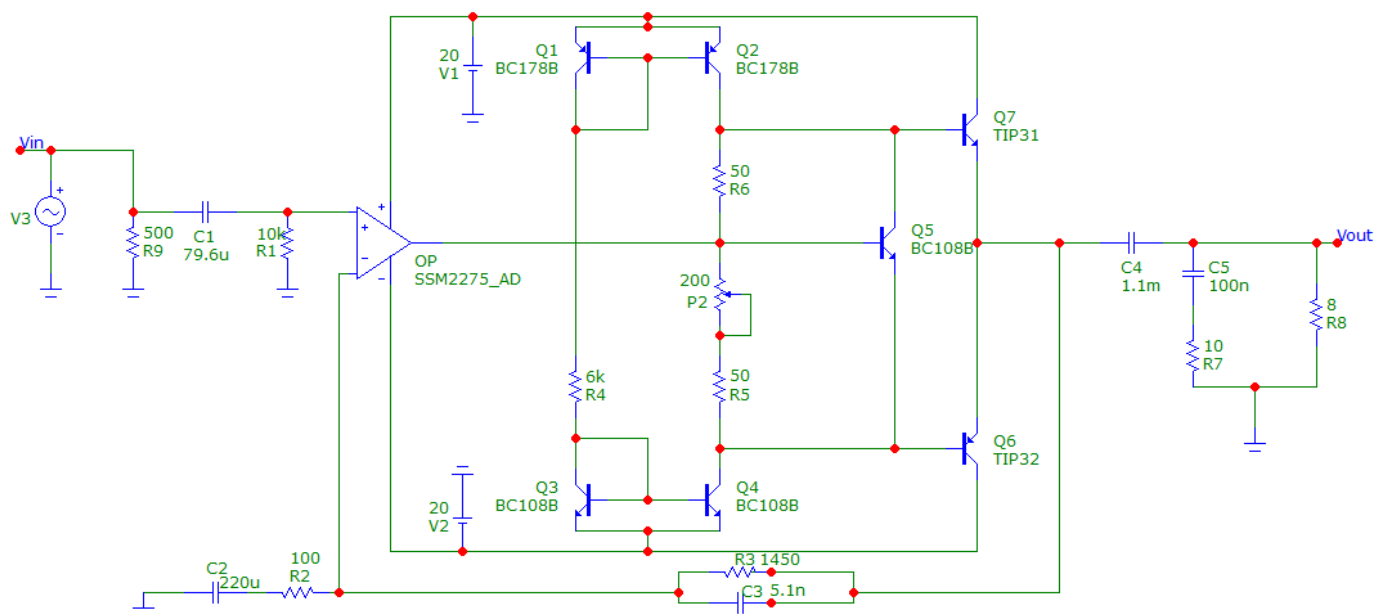 Vin
V3
500
R9
C1
79.6u
10k
R1
+
-
+
+
-
-
OP
SSM2275_AD
20
V1
Q1
BC178B
Q2
BC178B
50
R6
200
P2
Q5
BC108B
Q7
TIP31
6k
R4
50
R5
Q3
BC108B
Q4
BC108B
Q6
TIP32
20
V2
C4
1.1m
C5
100n
10
R7
Vout
8
R8
C2
220u
100
R2
R3 1450
C3 5.1n